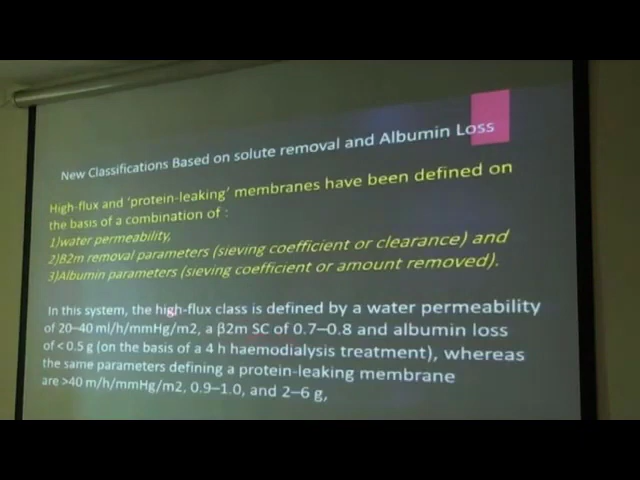 New Classifications Based on solute removal and Albumin Loss
High-flux and ‘protein-leaking’ membranes have been defined on
the basis of a combination of :
1)water permeability,
2)B2m removal parameters (sieving coefficient or clearance) and
3)Albumin parameters (sieving coefficient or amount removed).
In this system, the high-flux class is defined by a water permeability
of 20–40 ml/h/mmHg/m2, a β2m SC of 0.7–0.8 and albumin loss
of < 0.5 g (on the basis of a 4 h haemodialysis treatment), whereas
the same parameters defining a protein-leaking membrane
are >40 m/h/mmHg/m2, 0.9–1.0, and 2–6 g,